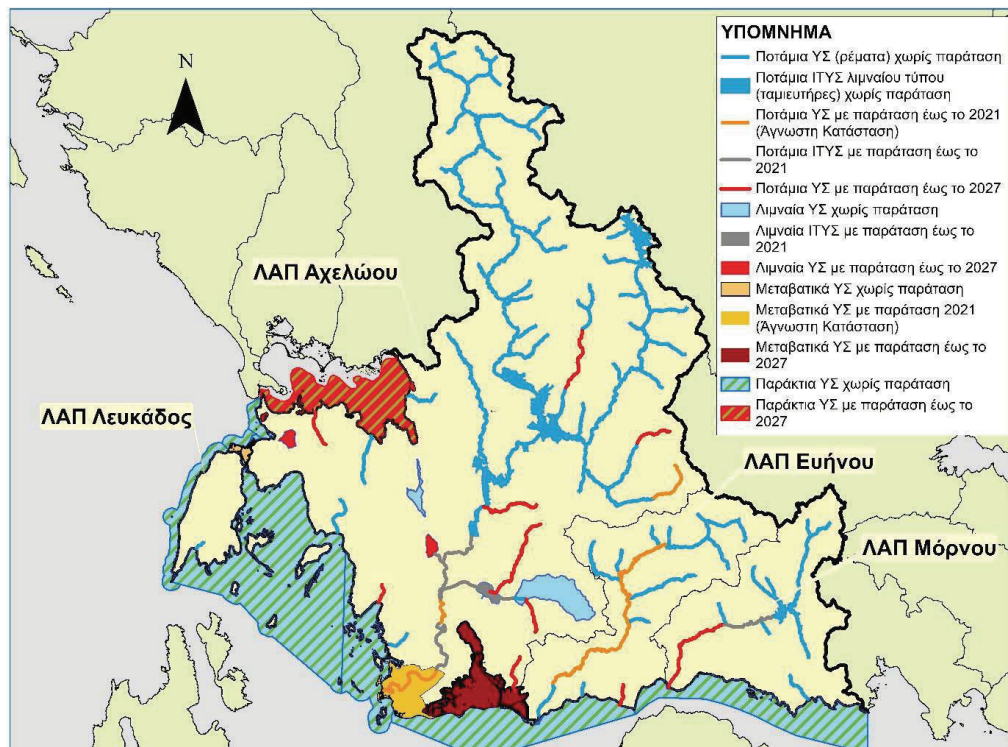 N
ΛΑΠ Αχελώου
ΛΑΠ Λευκάδος
ΛΑΠ Ευήνου
ΛΑΠ Μόρνου
ΥΠΟΜΝΗΜΑ
Ποτάμια ΥΣ (ρέματα) χωρίς παράταση
Ποτάμια ΙΤΥΣ λιμναίου τύπου
(ταμιευτήρες) χωρίς παράταση
Ποτάμια ΥΣ με παράταση έως το 2021
(Άγνωστη Κατάσταση)
Ποτάμια ΙΤΥΣ με παράταση έως το
2021
Ποτάμια ΥΣ με παράταση έως το 2027
Λιμναία ΥΣ χωρίς παράταση
Λιμναία ΙΤΥΣ με παράταση έως το
2021
Λιμναία ΥΣ με παράταση έως το 2027
Μεταβατικά ΥΣ χωρίς παράταση
Μεταβατικά ΥΣ με παράταση 2021
(Άγνωστη Κατάσταση)
Μεταβατικά ΥΣ με παράταση έως το
2027
Παράκτια ΥΣ χωρίς παράταση
Παράκτια ΥΣ με παράταση έως το
2027